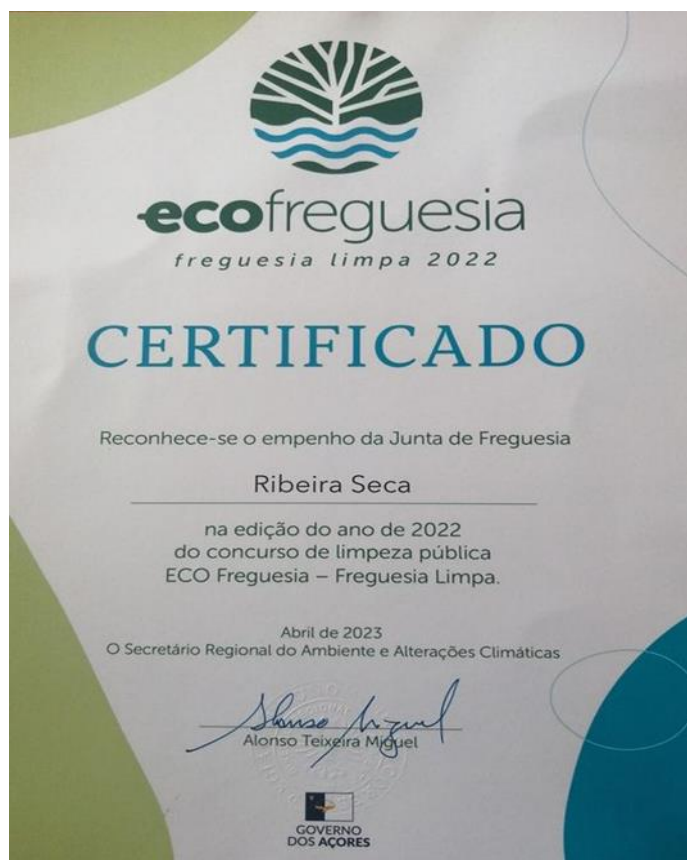 ecofreguesia
freguesia limpa 2022
CERTIFICADO
Reconhece-se o empenho da Junta de Freguesia
Ribeira Seca
na edição do ano de 2022
do concurso de limpeza pública
ECO Freguesia – Freguesia Limpa.
Abril de 2023
O Secretário Regional do Ambiente e Alterações Climáticas
Alonso Miguel
Alonso Teixeira Miguel
GOVERNO
DOS AÇORES